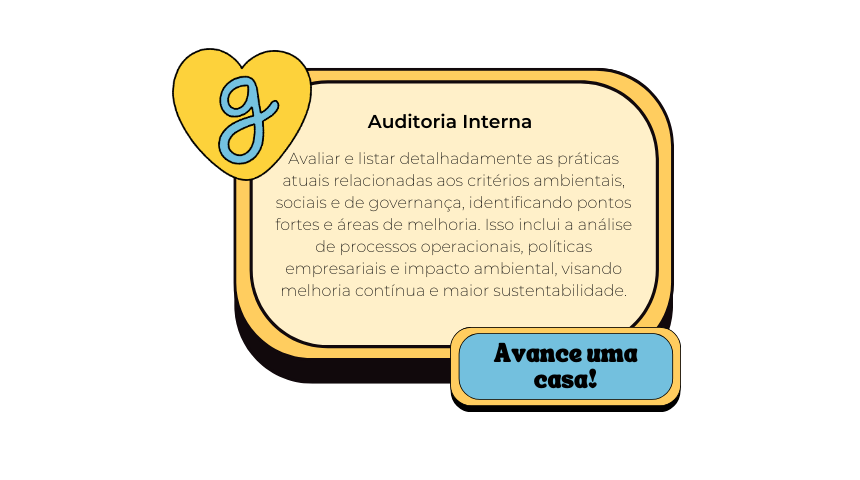 g
Auditoria Interna
Avaliar e listar detalhadamente as práticas
atuais relacionadas aos critérios ambientais,
sociais e de governança, identificando pontos
fortes e áreas de melhoria. Isso inclui a análise
de processos operacionais, políticas
empresariais e impacto ambiental, visando
melhoria contínua e maior sustentabilidade.
Avance uma
casa!